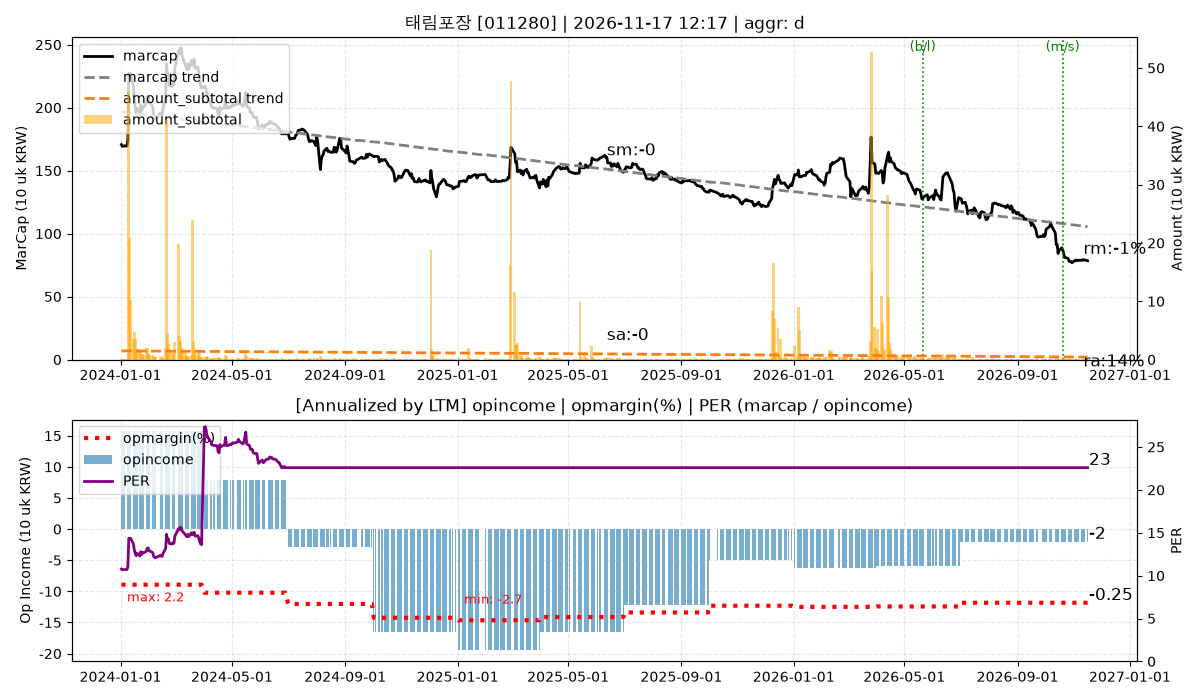 태림포장 [011280] | 2026-11-17 12:17 | aggr: d
250
200
150
100
50
0
MarCap (10 uk KRW)
marcap
marcap trend
amount_subtotal trend
amount_subtotal
(b/l)
(m/s)
sm:-0
sa:-0
rm:-1%
ra:14%
50
40
30
20
10
0
Amount (10 uk KRW)
2024-01-01
2024-05-01
2024-09-01
2025-01-01
2025-05-01
2025-09-01
2026-01-01
2026-05-01
2026-09-01
2027-01-01
[Annualized by LTM] opincome | opmargin(%) | PER (marcap / opincome)
15
10
5
0
-5
-10
-15
-20
Op Income (10 uk KRW)
opmargin(%)
opincome
PER
max: 2.2
min: -2.7
23
-2
-0.25
25
20
15
10
5
0
PER
2024-01-01
2024-05-01
2024-09-01
2025-01-01
2025-05-01
2025-09-01
2026-01-01
2026-05-01
2026-09-01
2027-01-01